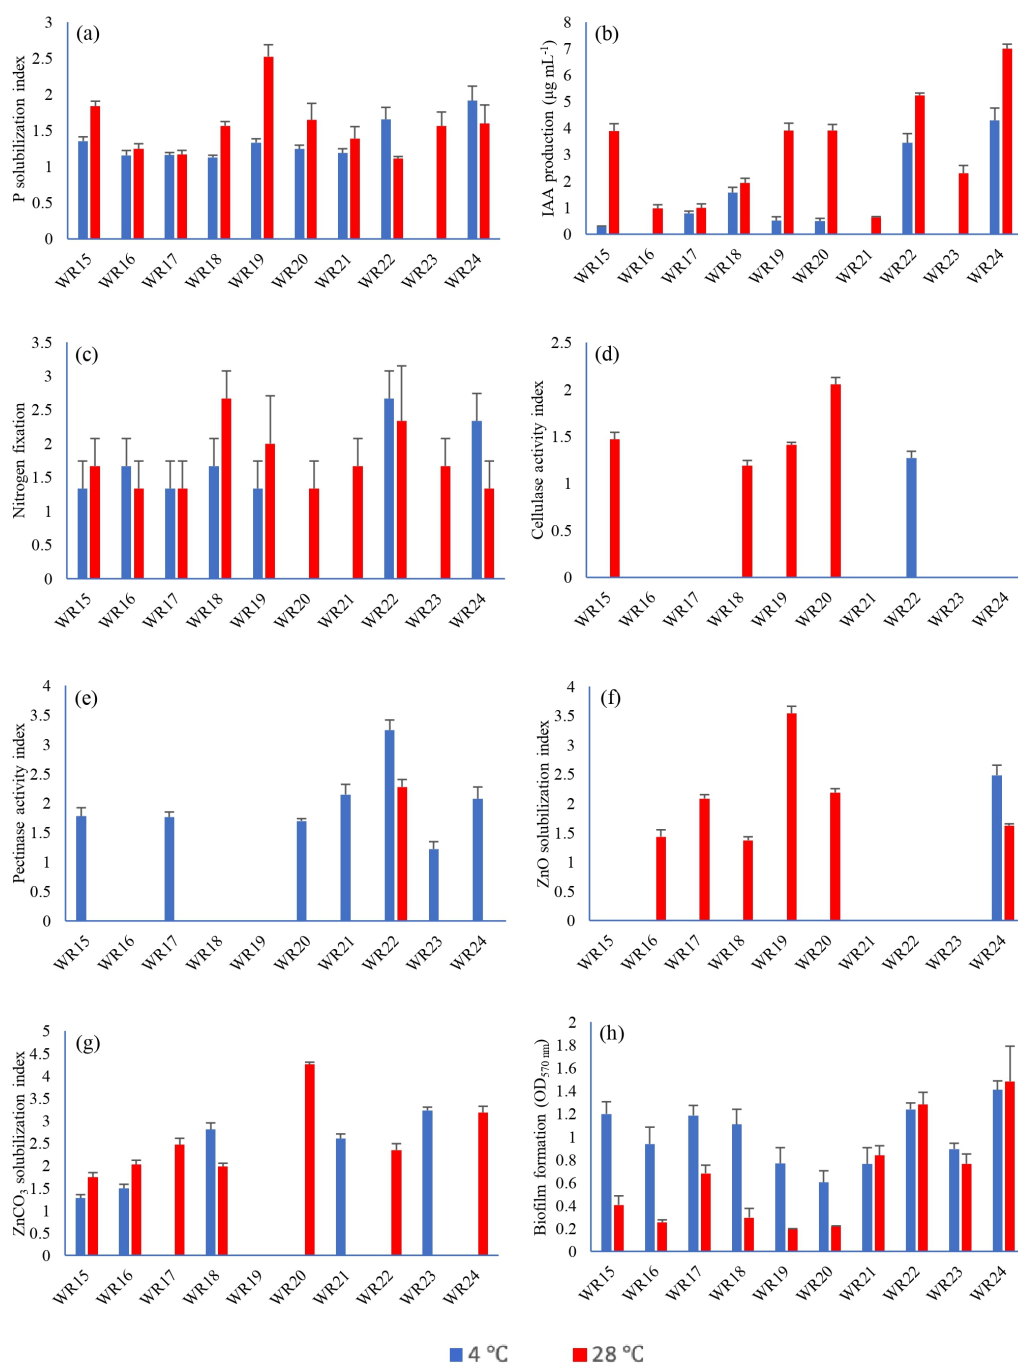 (a)
P solubilization index
3
2.5
2
1.5
1
0.5
0
WR15 WR16 WR17 WR18 WR19 WR20 WR21 WR22 WR23 WR24
(b)
IAA production (µg mL⁻¹)
8
7
6
5
4
3
2
1
0
WR15 WR16 WR17 WR18 WR19 WR20 WR21 WR22 WR23 WR24
(c)
Nitrogen fixation
3.5
3
2.5
2
1.5
1
0.5
0
WR15 WR16 WR17 WR18 WR19 WR20 WR21 WR22 WR23 WR24
(d)
Cellulase activity index
2.5
2
1.5
1
0.5
0
WR15 WR16 WR17 WR18 WR19 WR20 WR21 WR22 WR23 WR24
(e)
Pectinase activity index
4
3.5
3
2.5
2
1.5
1
0.5
0
WR15 WR16 WR17 WR18 WR19 WR20 WR21 WR22 WR23 WR24
(f)
ZnO solubilization index
4
3.5
3
2.5
2
1.5
1
0.5
0
WR15 WR16 WR17 WR18 WR19 WR20 WR21 WR22 WR23 WR24
(g)
ZnCO₃ solubilization index
5
4.5
4
3.5
3
2.5
2
1.5
1
0.5
0
WR15 WR16 WR17 WR18 WR19 WR20 WR21 WR22 WR23 WR24
(h)
Biofilm formation (OD₅₇₀ ₙₘ)
2
1.8
1.6
1.4
1.2
1
0.8
0.6
0.4
0.2
0
WR15 WR16 WR17 WR18 WR19 WR20 WR21 WR22 WR23 WR24
4 °C 28 °C